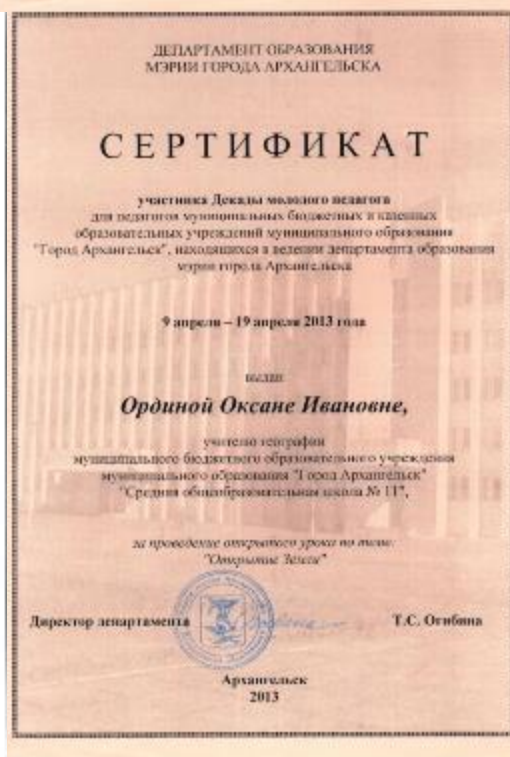 ДЕПАРТАМЕНТ ОБРАЗОВАНИЯ
МЭРИИ ГОРОДА АРХАНГЕЛЬСКА
СЕРТИФИКАТ
участника Декады молодого педагога
для педагогов муниципальных бюджетных и казенных
образовательных учреждений муниципального образования
"Город Архангельск", находящихся в ведении департамента образования
мэрии города Архангельска
9 апреля – 19 апреля 2013 года
выдан
Ординой Оксане Ивановне,
учителю географии
муниципального бюджетного образовательного учреждения
муниципального образования "Город Архангельск"
"Средняя общеобразовательная школа № 11",
за проведение открытого урока по теме:
"Открытие Земли"
Директор департамента
Т.С. Огибина
Архангельск
2013